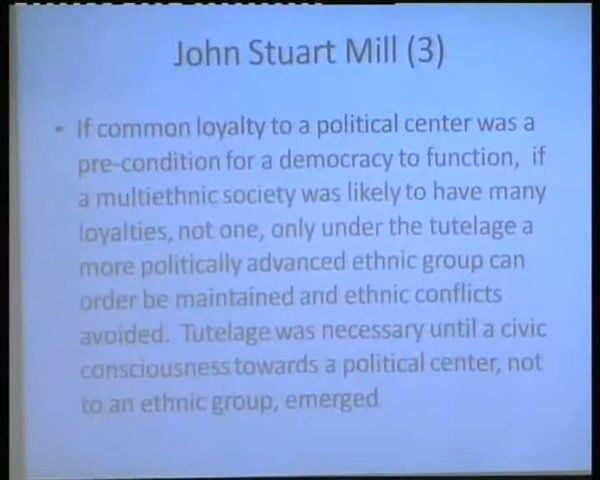 John Stuart Mill (3)
• If common loyalty to a political center was a
pre-condition for a democracy to function, if
a multiethnic society was likely to have many
loyalties, not one, only under the tutelage a
more politically advanced ethnic group can
order be maintained and ethnic conflicts
avoided. Tutelage was necessary until a civic
consciousness towards a political center, not
to an ethnic group, emerged